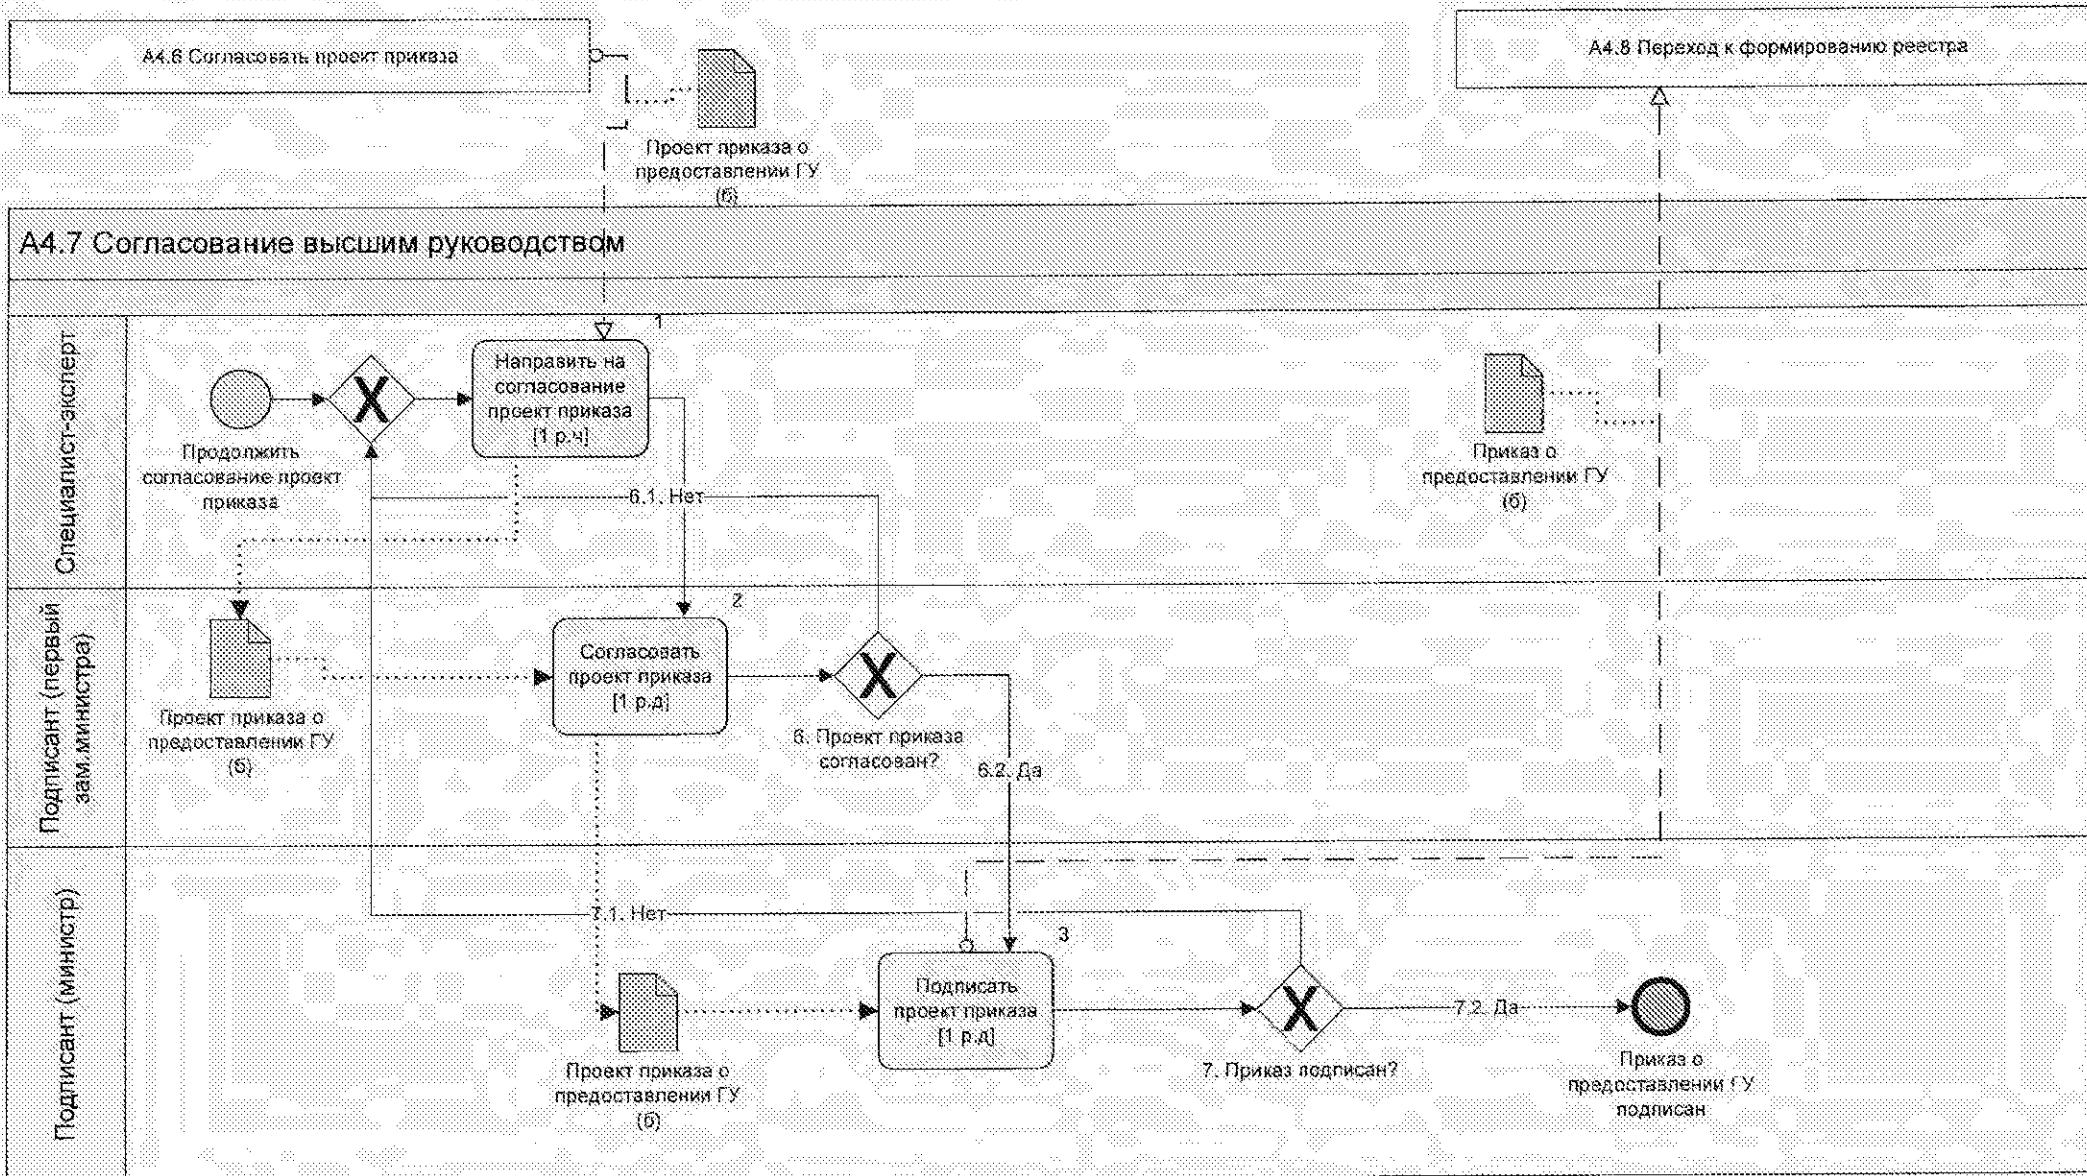 А4.6 Согласовать проект приказа
А4.8 Переход к формированию реестра
Проект приказа о
предоставлении ГУ
(б)
А4.7 Согласование высшим руководством
Специалист-эксперт
1
Направить на
согласование
проект приказа
[1 р.ч]
Продолжить
согласование проект
приказа
6.1. Нет
Приказ о
предоставлении ГУ
(б)
Подписант (первый
зам.министра)
2
Согласовать
проект приказа
[1 р.д]
Проект приказа о
предоставлении ГУ
(б)
6. Проект приказа
согласован?
6.2. Да
Подписант (министр)
7.1. Нет
3
Подписать
проект приказа
[1 р.д]
7.2. Да
Проект приказа о
предоставлении ГУ
(б)
7. Приказ подписан?
Приказ о
предоставлении ГУ
подписан